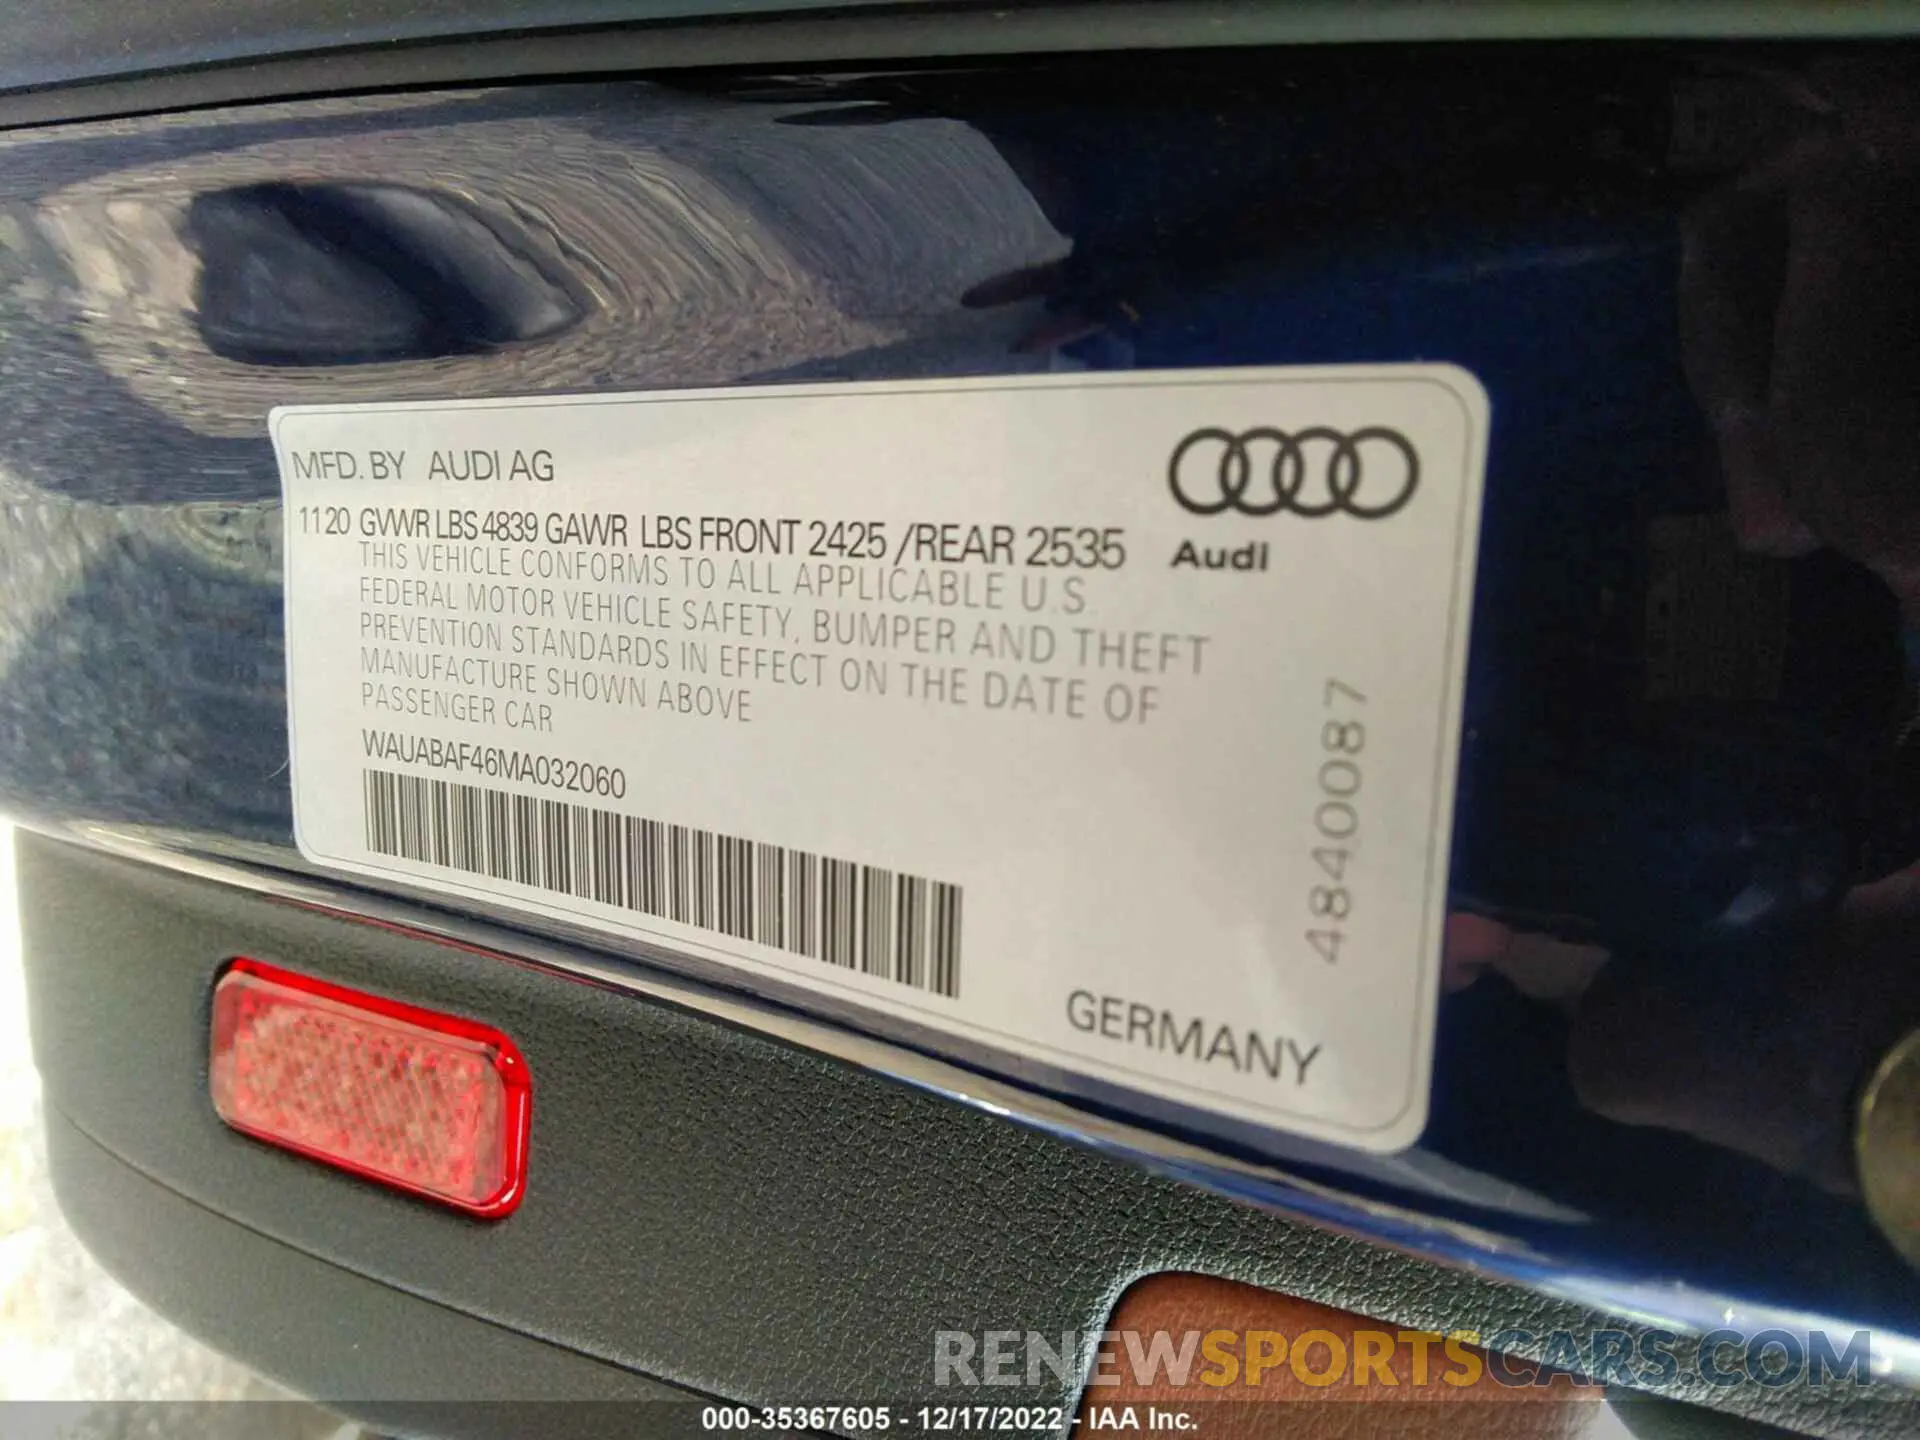 MFD. BY AUDI AG
1120 GVWR LBS 4839 GAWR LBS FRONT 2425 /REAR 2535
Audi
THIS VEHICLE CONFORMS TO ALL APPLICABLE U.S.
FEDERAL MOTOR VEHICLE SAFETY, BUMPER AND THEFT
PREVENTION STANDARDS IN EFFECT ON THE DATE OF
MANUFACTURE SHOWN ABOVE
PASSENGER CAR
WAUABAF46MA032060
4840087
GERMANY
RENEWSPORTSCARS.COM
000-35367605 - 12/17/2022 - IAA Inc.